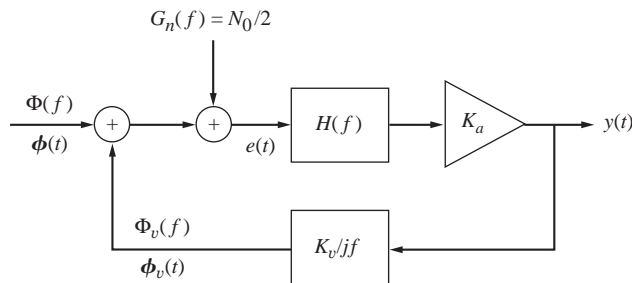 G_n(f) = N_0/2
Φ(f)
ϕ(t)
+
+
e(t)
H(f)
K_a
y(t)
Φ_v(f)
ϕ_v(t)
K_v/jf